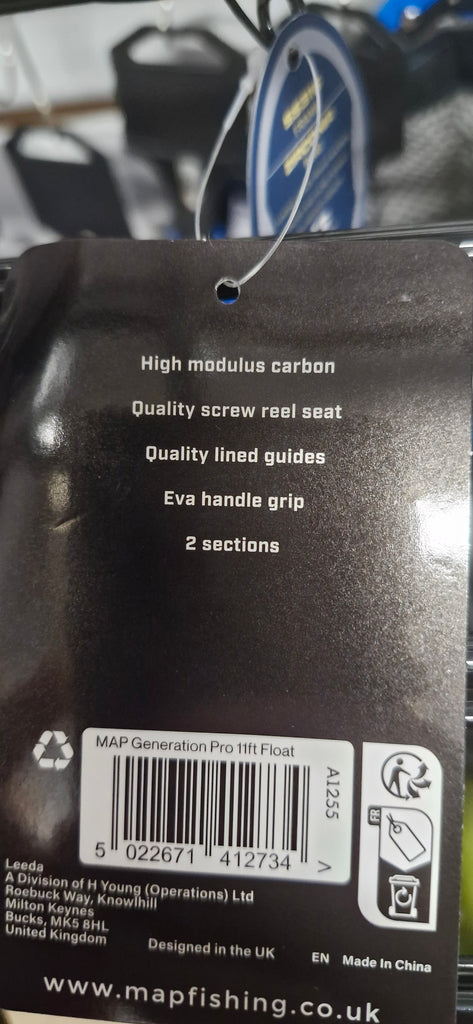 High modulus carbon
Quality screw reel seat
Quality lined guides
Eva handle grip
2 sections
MAP Generation Pro 11ft Float
A1255
5 022671 412734 >
FR
Leeda
A Division of H Young (Operations) Ltd
Roebuck Way, Knowlhill
Milton Keynes
Bucks, MK5 8HL
United Kingdom
Designed in the UK
EN Made In China
www.mapfishing.co.uk